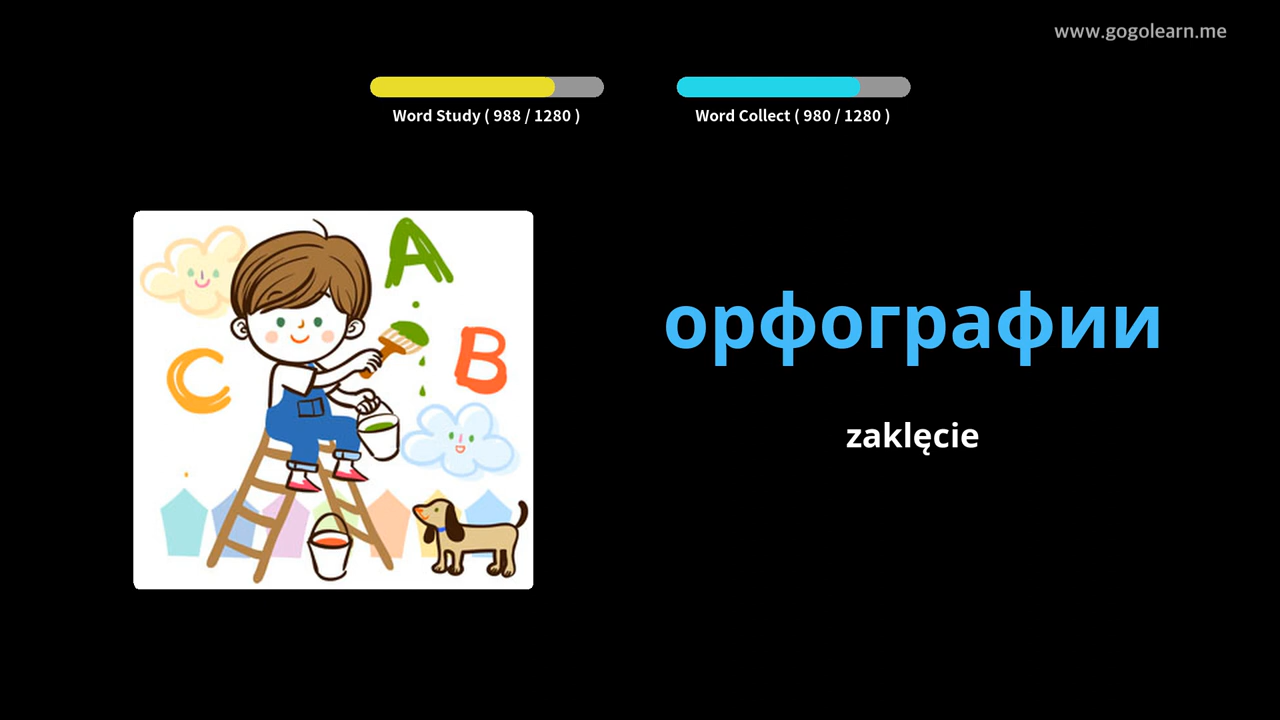 www.gogolearn.me
Word Study ( 988 / 1280 )
Word Collect ( 980 / 1280 )
A
B
C
орфографии
zaklęcie